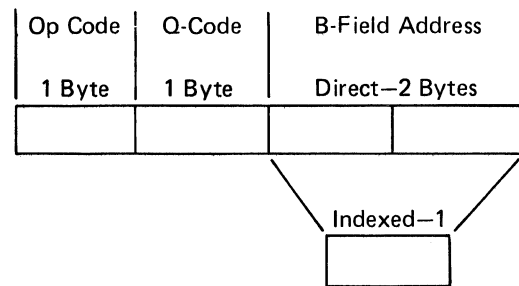 Op Code Q-Code B-Field Address
1 Byte 1 Byte Direct—2 Bytes
Indexed—1